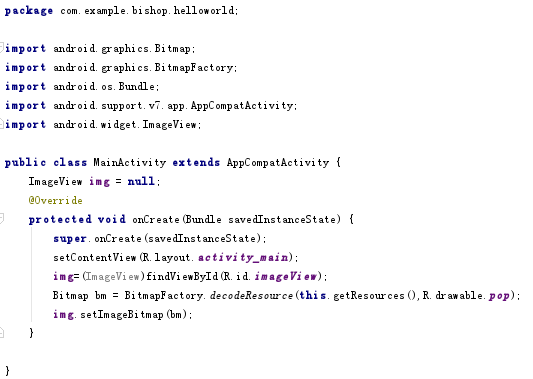 package com.example.bishop.helloworld;
import android.graphics.Bitmap;
import android.graphics.BitmapFactory;
import android.os.Bundle;
import android.support.v7.app.AppCompatActivity;
import android.widget.ImageView;
public class MainActivity extends AppCompatActivity {
    ImageView img = null;
    @Override
    protected void onCreate(Bundle savedInstanceState) {
        super.onCreate(savedInstanceState);
        setContentView(R.layout.activity_main);
        img=(ImageView)findViewById(R.id.imageView);
        Bitmap bm = BitmapFactory.decodeResource(this.getResources(),R.drawable.pop);
        img.setImageBitmap(bm);
    }
}